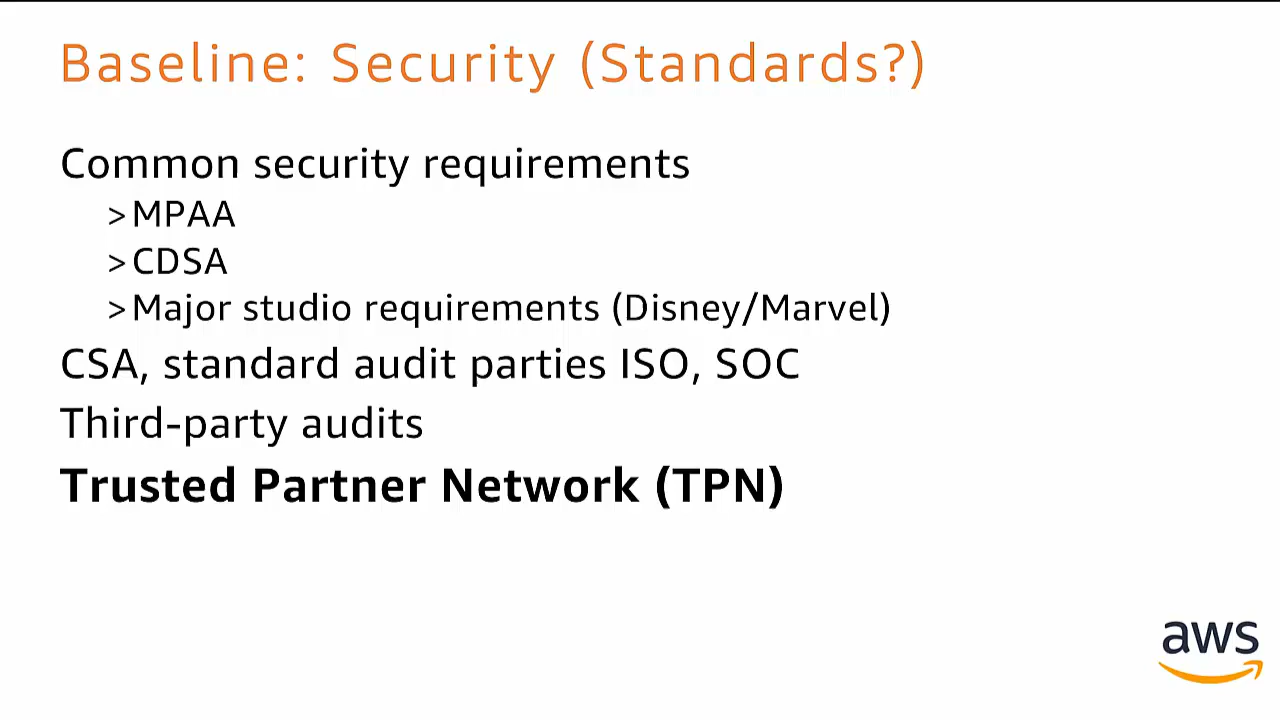 Baseline: Security (Standards?)
Common security requirements
>MPAA
>CDSA
>Major studio requirements (Disney/Marvel)
CSA, standard audit parties ISO, SOC
Third-party audits
Trusted Partner Network (TPN)
aws